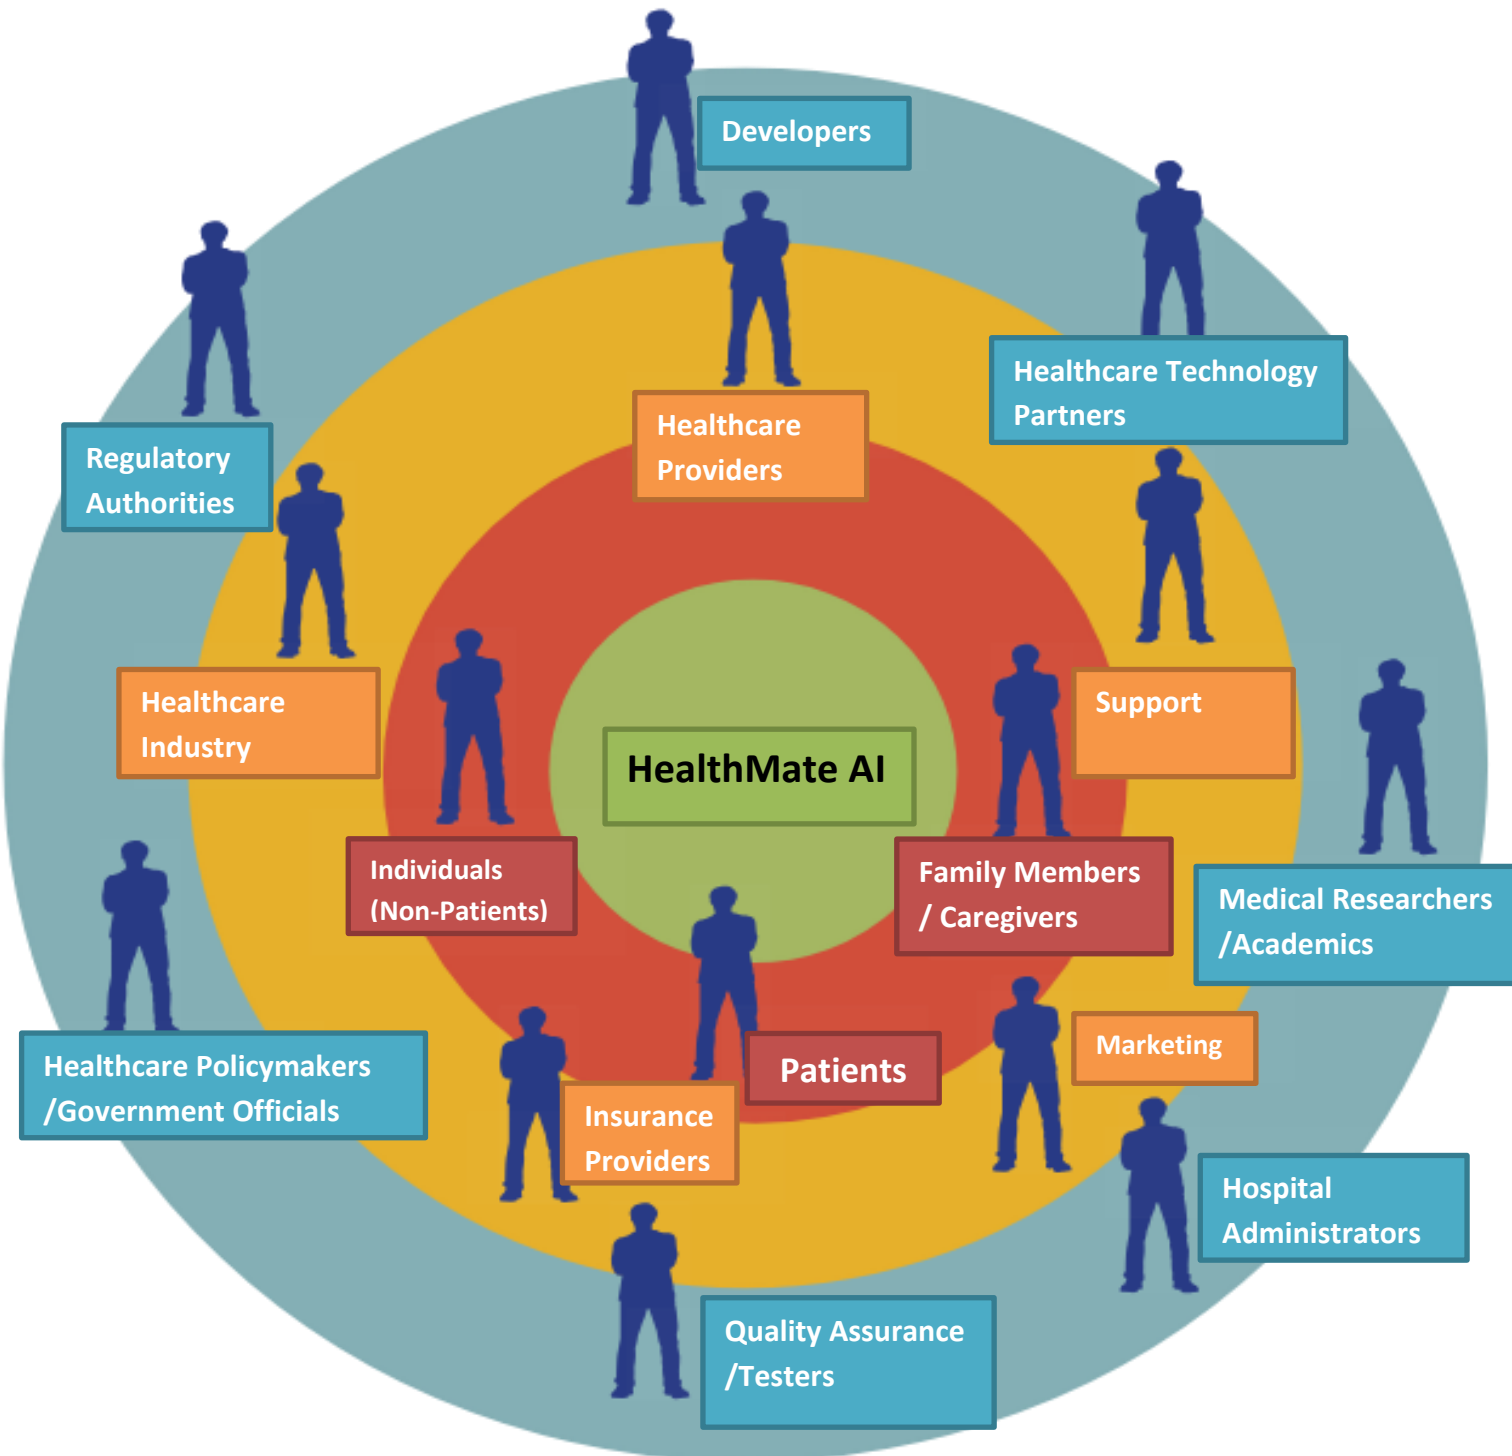 Developers
Healthcare Technology
Partners
Healthcare
Providers
Regulatory
Authorities
Healthcare
Industry
Support
HealthMate AI
Individuals
(Non-Patients)
Family Members
/ Caregivers
Medical Researchers
/Academics
Healthcare Policymakers
/Government Officials
Patients
Marketing
Insurance
Providers
Hospital
Administrators
Quality Assurance
/Testers